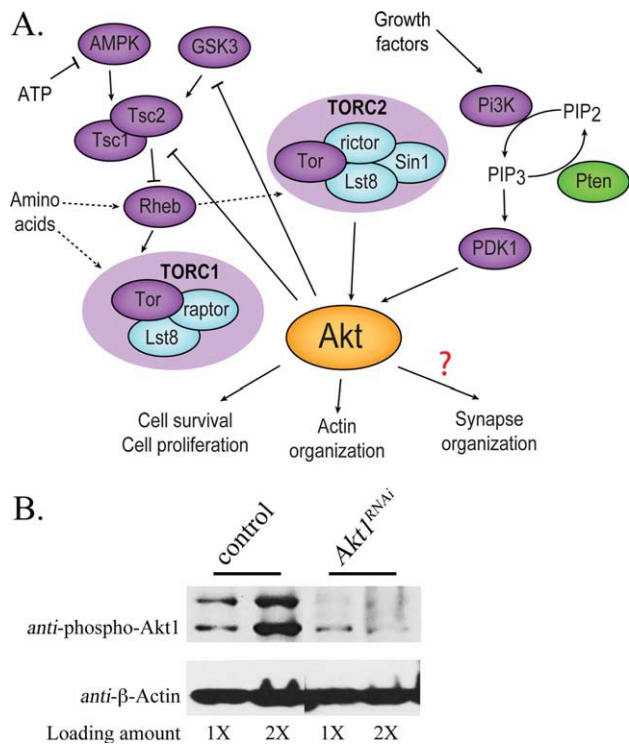 A.
AMPK
GSK3
ATP
Tsc2
Tsc1
Amino
acids
Rheb
TORC1
Tor
raptor
Lst8
TORC2
rictor
Tor
Sin1
Lst8
Growth
factors
Pi3K
PIP2
PIP3
Pten
PDK1
Akt
?
Cell survival
Cell proliferation
Actin
organization
Synapse
organization
B.
control
Akt1RNAi
anti-phospho-Akt1
anti-β-Actin
Loading amount 1X 2X 1X 2X